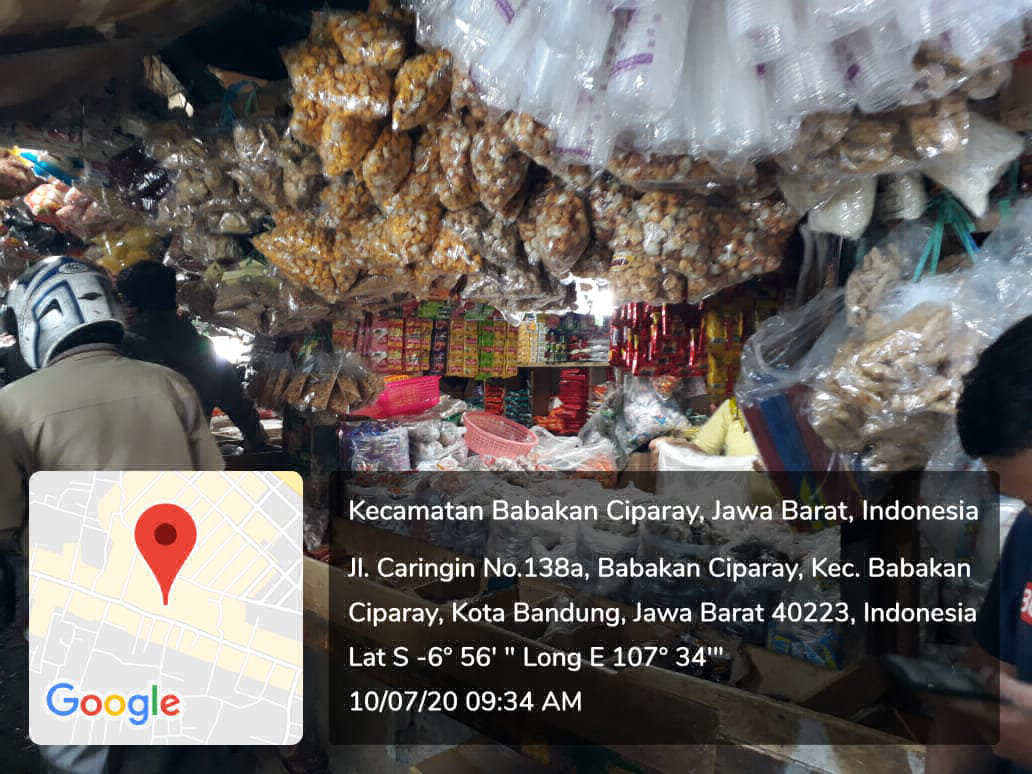 Kecamatan Babakan Ciparay, Jawa Barat, Indonesia
Jl. Caringin No.138a, Babakan Ciparay, Kec. Babakan
Ciparay, Kota Bandung, Jawa Barat 40223, Indonesia
Lat S -6° 56' " Long E 107° 34'"
10/07/20 09:34 AM
Google